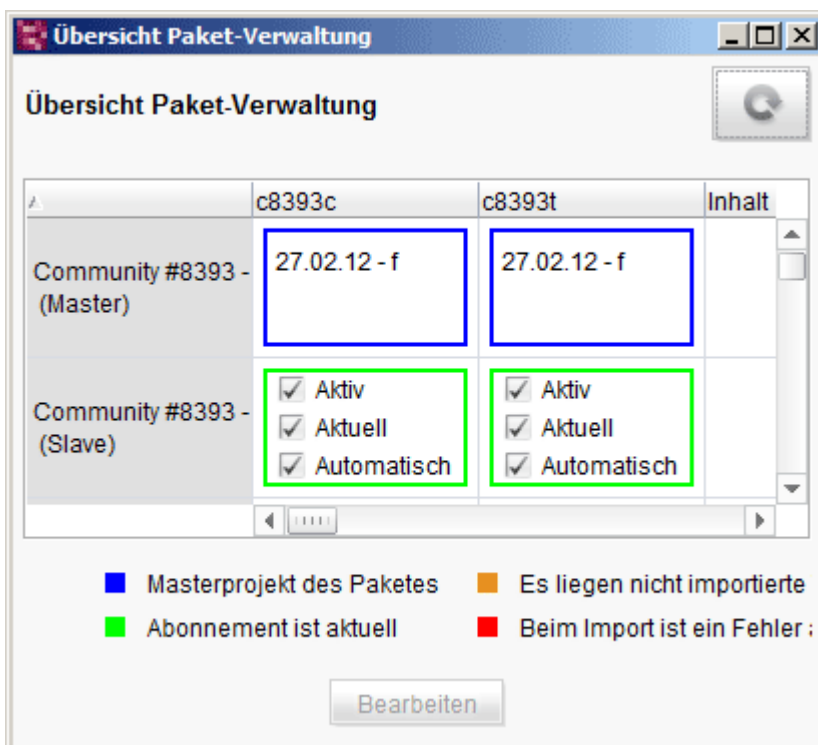 Übersicht Paket-Verwaltung
Übersicht Paket-Verwaltung
c8393c c8393t Inhalt
Community #8393 -
(Master)
27.02.12 - f 27.02.12 - f
Community #8393 -
(Slave)
Aktiv Aktiv
Aktuell Aktuell
Automatisch Automatisch
Masterprojekt des Paketes Es liegen nicht importierte
Abonnement ist aktuell Beim Import ist ein Fehler
Bearbeiten